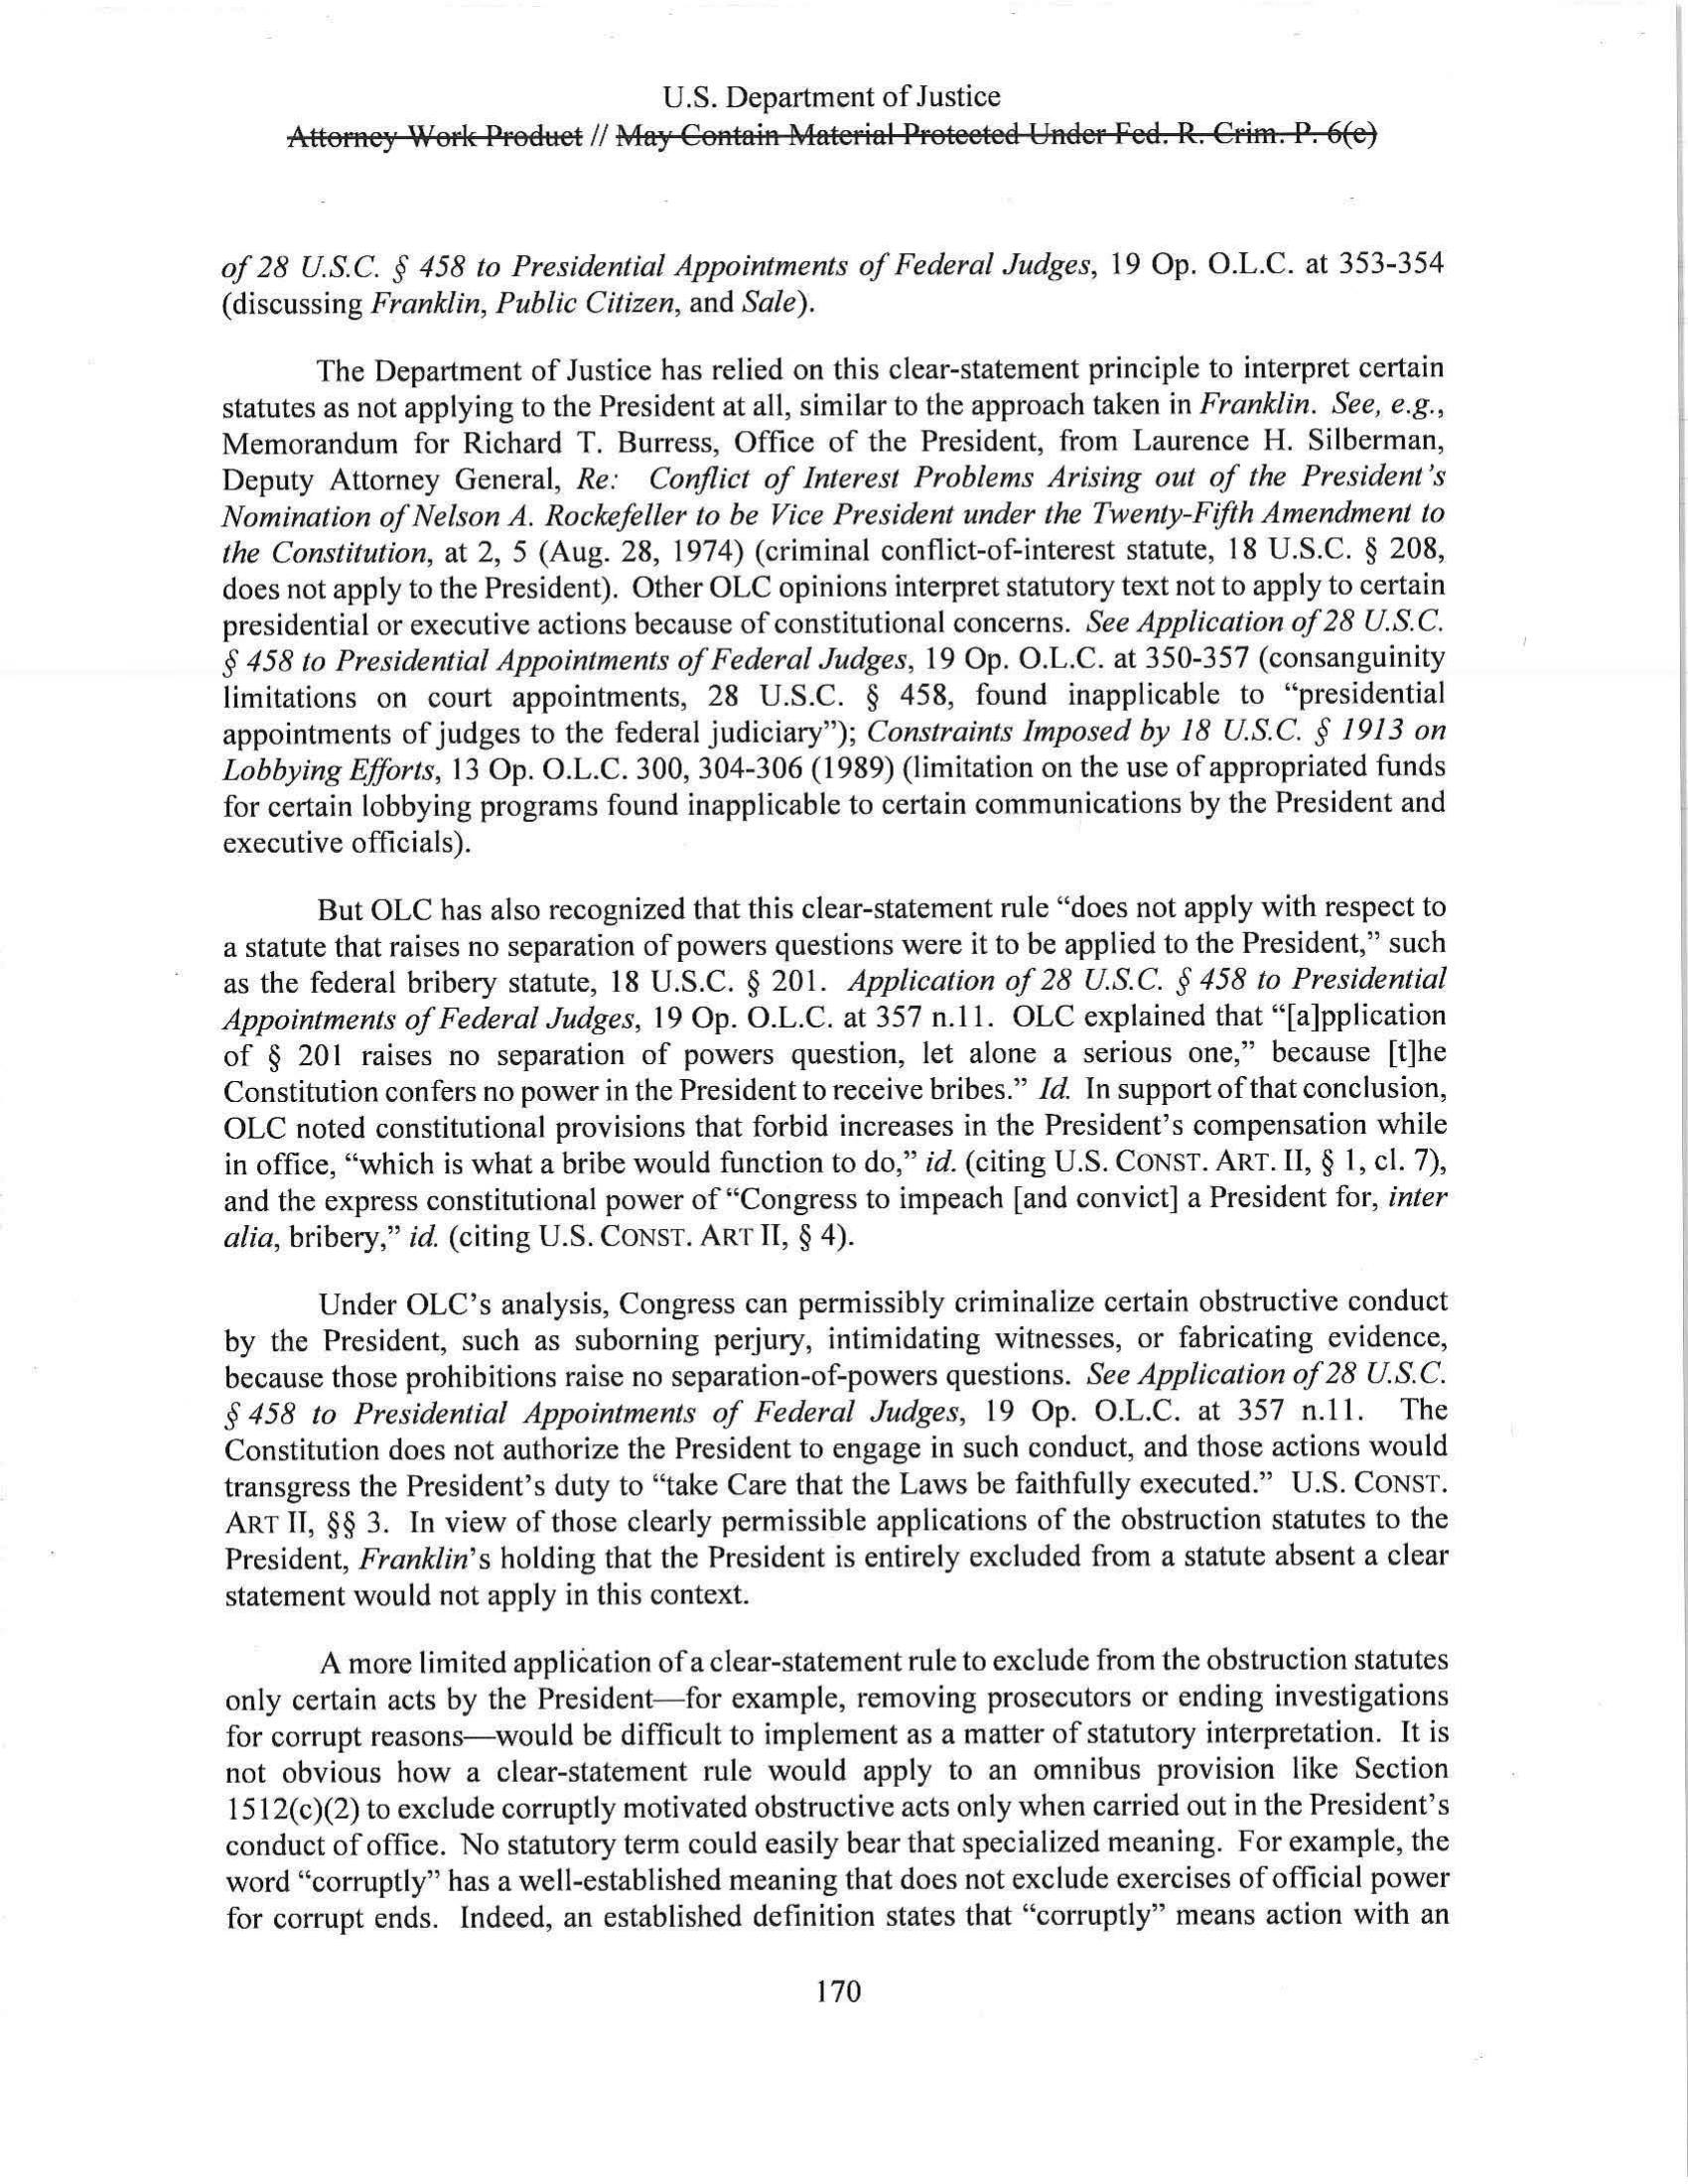 U.S. Department of Justice
Attorney Work Product // May Contain Material Protected Under Fed. R. Crim. P. 6(e)
of 28 U.S.C. § 458 to Presidential Appointments of Federal Judges, 19 Op. O.L.C. at 353-354
(discussing Franklin, Public Citizen, and Sale).
The Department of Justice has relied on this clear-statement principle to interpret certain
statutes as not applying to the President at all, similar to the approach taken in Franklin. See, e.g.,
Memorandum for Richard T. Burress, Office of the President, from Laurence H. Silberman,
Deputy Attorney General, Re: Conflict of Interest Problems Arising out of the President's
Nomination of Nelson A. Rockefeller to be Vice President under the Twenty-Fifth Amendment to
the Constitution, at 2, 5 (Aug. 28, 1974) (criminal conflict-of-interest statute, 18 U.S.C. § 208,
does not apply to the President). Other OLC opinions interpret statutory text not to apply to certain
presidential or executive actions because of constitutional concerns. See Application of 28 U.S.C.
§ 458 to Presidential Appointments of Federal Judges, 19 Op. O.L.C. at 350-357 (consanguinity
limitations on court appointments, 28 U.S.C. § 458, found inapplicable to “presidential
appointments of judges to the federal judiciary”); Constraints Imposed by 18 U.S.C. § 1913 on
Lobbying Efforts, 13 Op. O.L.C. 300, 304-306 (1989) (limitation on the use of appropriated funds
for certain lobbying programs found inapplicable to certain communications by the President and
executive officials).
But OLC has also recognized that this clear-statement rule “does not apply with respect to
a statute that raises no separation of powers questions were it to be applied to the President,” such
as the federal bribery statute, 18 U.S.C. § 201. Application of 28 U.S.C. § 458 to Presidential
Appointments of Federal Judges, 19 Op. O.L.C. at 357 n.11. OLC explained that “[a]pplication
of § 201 raises no separation of powers question, let alone a serious one,” because [t]he
Constitution confers no power in the President to receive bribes.” Id. In support of that conclusion,
OLC noted constitutional provisions that forbid increases in the President’s compensation while
in office, “which is what a bribe would function to do,” id. (citing U.S. CONST. ART. II, § 1, cl. 7),
and the express constitutional power of “Congress to impeach [and convict] a President for, inter
alia, bribery,” id. (citing U.S. CONST. ART II, § 4).
Under OLC’s analysis, Congress can permissibly criminalize certain obstructive conduct
by the President, such as suborning perjury, intimidating witnesses, or fabricating evidence,
because those prohibitions raise no separation-of-powers questions. See Application of 28 U.S.C.
§ 458 to Presidential Appointments of Federal Judges, 19 Op. O.L.C. at 357 n.11. The
Constitution does not authorize the President to engage in such conduct, and those actions would
transgress the President’s duty to “take Care that the Laws be faithfully executed.” U.S. CONST.
ART II, §§ 3. In view of those clearly permissible applications of the obstruction statutes to the
President, Franklin’s holding that the President is entirely excluded from a statute absent a clear
statement would not apply in this context.
A more limited application of a clear-statement rule to exclude from the obstruction statutes
only certain acts by the President—for example, removing prosecutors or ending investigations
for corrupt reasons—would be difficult to implement as a matter of statutory interpretation. It is
not obvious how a clear-statement rule would apply to an omnibus provision like Section
1512(c)(2) to exclude corruptly motivated obstructive acts only when carried out in the President’s
conduct of office. No statutory term could easily bear that specialized meaning. For example, the
word “corruptly” has a well-established meaning that does not exclude exercises of official power
for corrupt ends. Indeed, an established definition states that “corruptly” means action with an
170